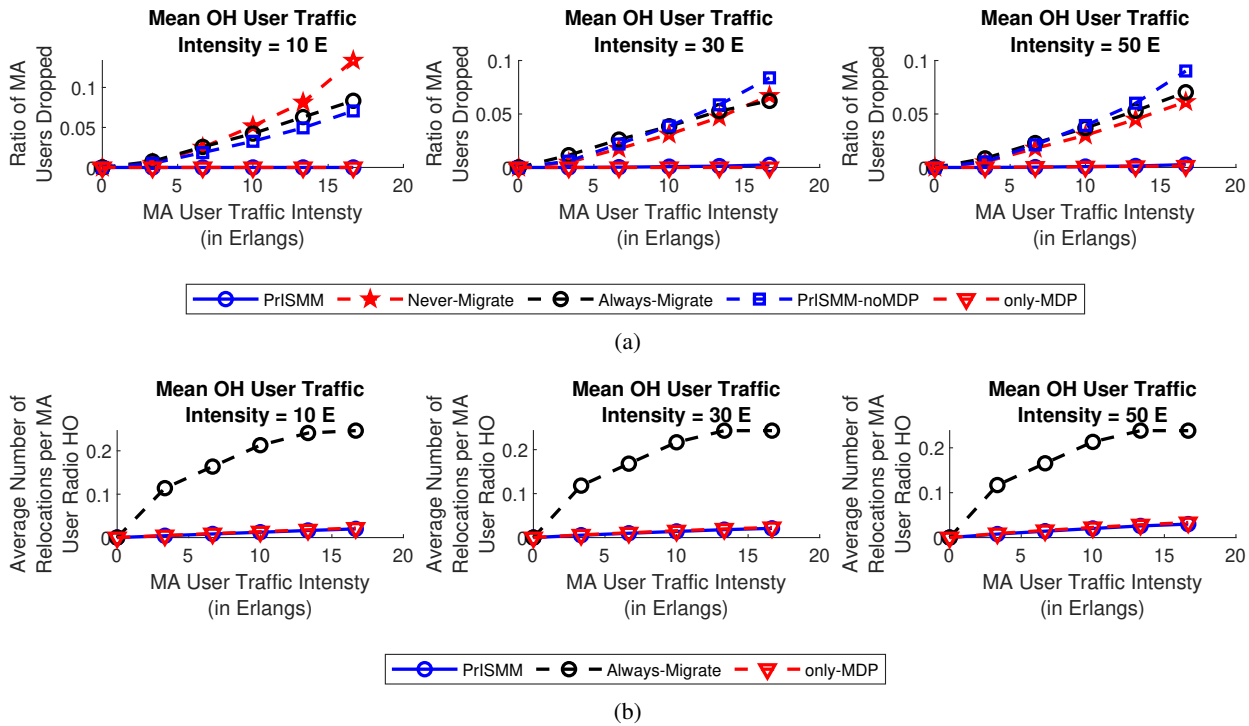 Mean OH User Traffic
Intensity = 10 E
Ratio of MA
Users Dropped
0.1
0.05
0
0 5 10 15 20
MA User Traffic Intensty
(in Erlangs)
Mean OH User Traffic
Intensity = 30 E
Ratio of MA
Users Dropped
0.1
0.05
0
0 5 10 15 20
MA User Traffic Intensty
(in Erlangs)
Mean OH User Traffic
Intensity = 50 E
Ratio of MA
Users Dropped
0.1
0.05
0
0 5 10 15 20
MA User Traffic Intensty
(in Erlangs)
PrISMM Never-Migrate Always-Migrate PrISMM-noMDP only-MDP
(a)
Mean OH User Traffic
Intensity = 10 E
Average Number of
Relocations per MA
User Radio HO
0.2
0.1
0
0 5 10 15 20
MA User Traffic Intensty
(in Erlangs)
Mean OH User Traffic
Intensity = 30 E
Average Number of
Relocations per MA
User Radio HO
0.2
0.1
0
0 5 10 15 20
MA User Traffic Intensty
(in Erlangs)
Mean OH User Traffic
Intensity = 50 E
Average Number of
Relocations per MA
User Radio HO
0.2
0.1
0
0 5 10 15 20
MA User Traffic Intensty
(in Erlangs)
PrISMM Always-Migrate only-MDP
(b)